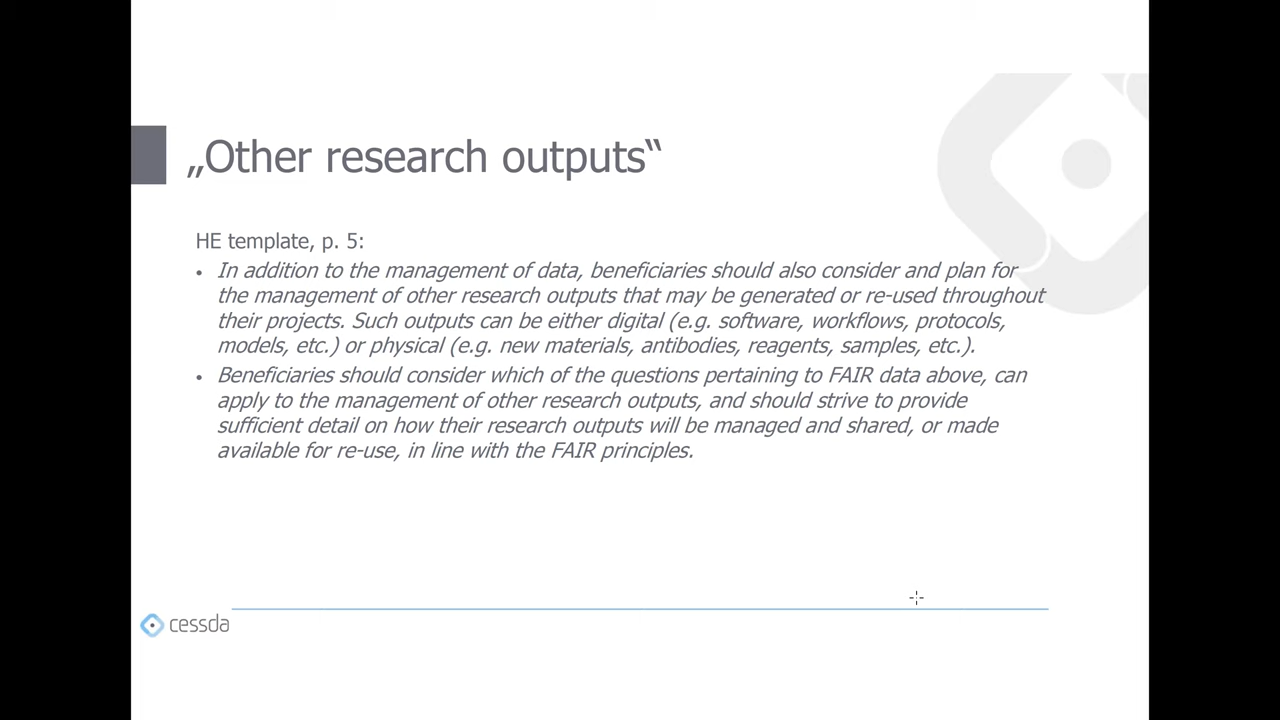 „Other research outputs“
HE template, p. 5:
• In addition to the management of data, beneficiaries should also consider and plan for
the management of other research outputs that may be generated or re-used throughout
their projects. Such outputs can be either digital (e.g. software, workflows, protocols,
models, etc.) or physical (e.g. new materials, antibodies, reagents, samples, etc.).
• Beneficiaries should consider which of the questions pertaining to FAIR data above, can
apply to the management of other research outputs, and should strive to provide
sufficient detail on how their research outputs will be managed and shared, or made
available for re-use, in line with the FAIR principles.
cessda